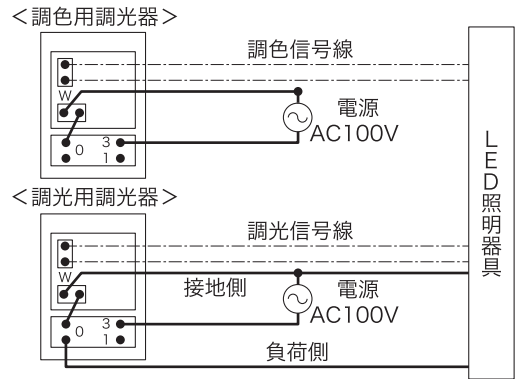 ＜調色用調光器＞
調色信号線
W
電源
AC100V
0 3
1
＜調光用調光器＞
調光信号線
W
接地側
電源
AC100V
0 3
1
負荷側
LED照明器具